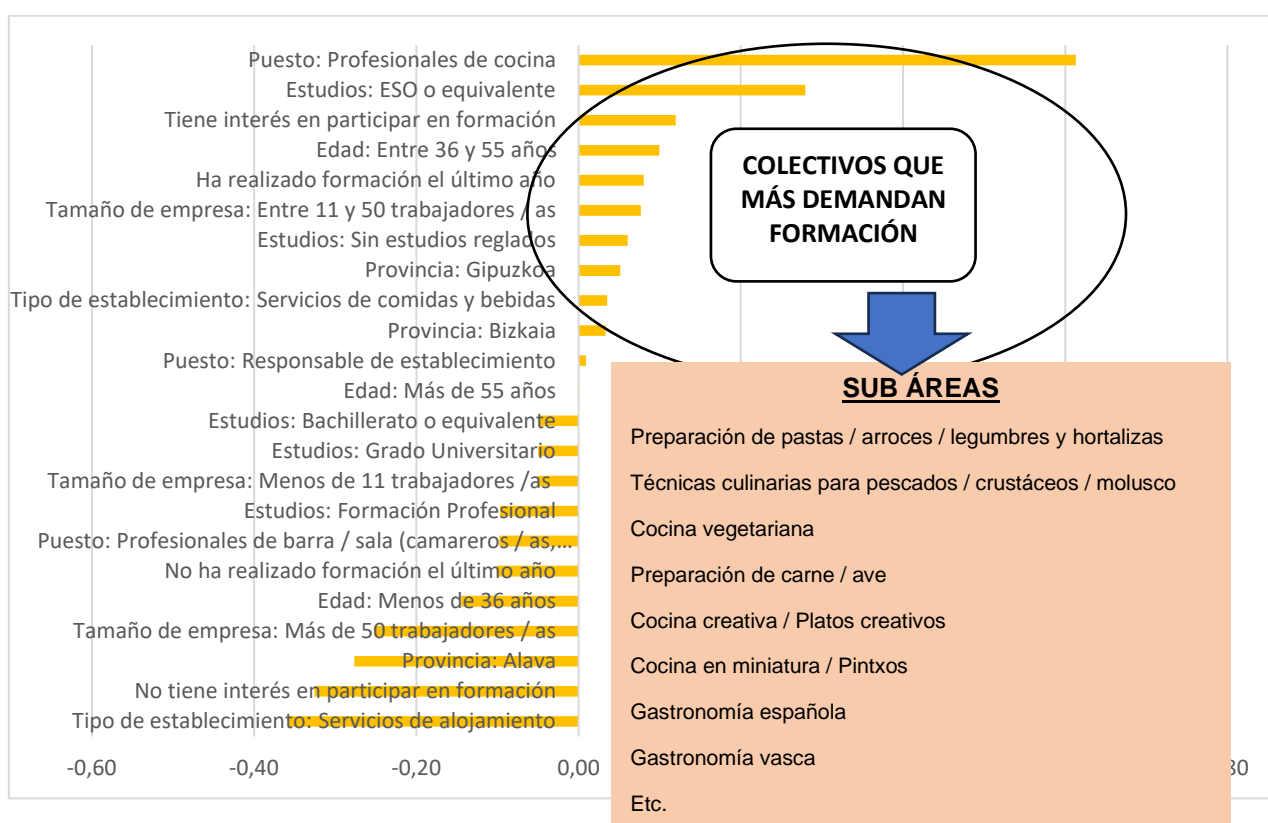 Puesto: Profesionales de cocina
Estudios: ESO o equivalente
Tiene interés en participar en formación
Edad: Entre 36 y 55 años
Ha realizado formación el último año
Tamaño de empresa: Entre 11 y 50 trabajadores / as
Estudios: Sin estudios reglados
Provincia: Gipuzkoa
Tipo de establecimiento: Servicios de comidas y bebidas
Provincia: Bizkaia
Puesto: Responsable de establecimiento
Edad: Más de 55 años
Estudios: Bachillerato o equivalente
Estudios: Grado Universitario
Tamaño de empresa: Menos de 11 trabajadores /as
Estudios: Formación Profesional
Puesto: Profesionales de barra / sala (camareros / as,...
No ha realizado formación el último año
Edad: Menos de 36 años
Tamaño de empresa: Más de 50 trabajadores / as
Provincia: Alava
No tiene interés en participar en formación
Tipo de establecimiento: Servicios de alojamiento
-0,60 -0,40 -0,20 0,00
COLECTIVOS QUE
MÁS DEMANDAN
FORMACIÓN
SUB ÁREAS
Preparación de pastas / arroces / legumbres y hortalizas
Técnicas culinarias para pescados / crustáceos / molusco
Cocina vegetariana
Preparación de carne / ave
Cocina creativa / Platos creativos
Cocina en miniatura / Pintxos
Gastronomía española
Gastronomía vasca
Etc.